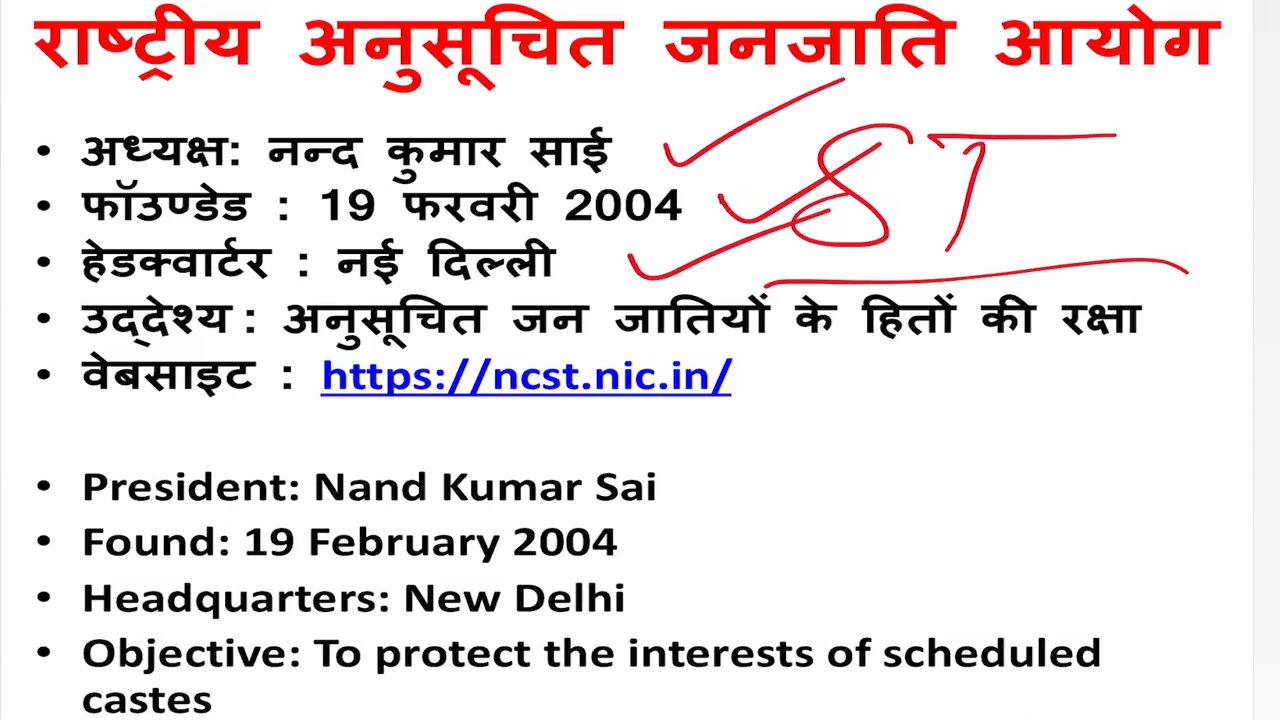 राष्ट्रीय अनुसूचित जनजाति आयोग
• अध्यक्ष: नन्द कुमार साई
ST
• फॉउण्डेड : 19 फरवरी 2004
• हेडक्वार्टर : नई दिल्ली
• उद्देश्य : अनुसूचित जन जातियों के हितों की रक्षा
• वेबसाइट : https://ncst.nic.in/
• President: Nand Kumar Sai
• Found: 19 February 2004
• Headquarters: New Delhi
• Objective: To protect the interests of scheduled
castes